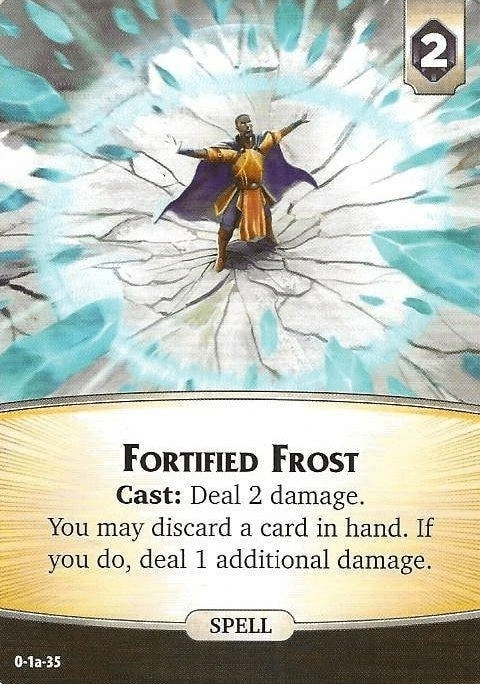 2
Fortified Frost
Cast: Deal 2 damage.
You may discard a card in hand. If
you do, deal 1 additional damage.
SPELL
0-1a-35